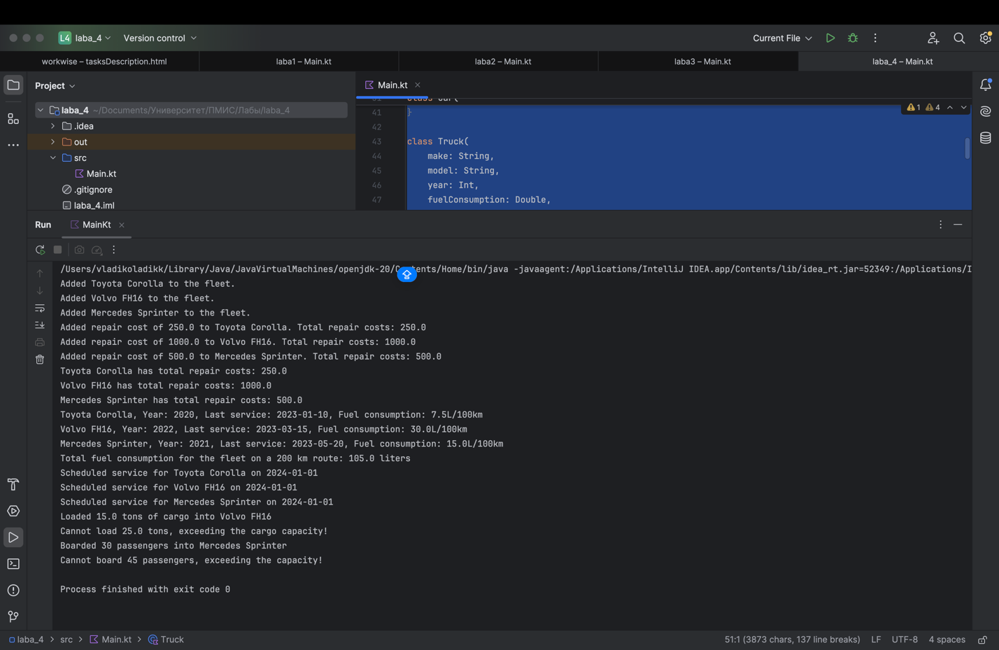 L4 laba_4
Version control
Current File
workwise – tasksDescription.html
laba1 – Main.kt
laba2 – Main.kt
laba3 – Main.kt
laba_4 – Main.kt
Project
Main.kt
laba_4 ~/Documents/Университет/ПМИС/Лабы/laba_4
.idea
out
src
Main.kt
.gitignore
laba_4.iml
1 4
41 }
42
43 class Truck(
44 make: String,
45 model: String,
46 year: Int,
47 fuelConsumption: Double,
Run
MainKt
/Users/vladikoladikk/Library/Java/JavaVirtualMachines/openjdk-20/Contents/Home/bin/java -javaagent:/Applications/IntelliJ IDEA.app/Contents/lib/idea_rt.jar=52349:/Applications/I
Added Toyota Corolla to the fleet.
Added Volvo FH16 to the fleet.
Added Mercedes Sprinter to the fleet.
Added repair cost of 250.0 to Toyota Corolla. Total repair costs: 250.0
Added repair cost of 1000.0 to Volvo FH16. Total repair costs: 1000.0
Added repair cost of 500.0 to Mercedes Sprinter. Total repair costs: 500.0
Toyota Corolla has total repair costs: 250.0
Volvo FH16 has total repair costs: 1000.0
Mercedes Sprinter has total repair costs: 500.0
Toyota Corolla, Year: 2020, Last service: 2023-01-10, Fuel consumption: 7.5L/100km
Volvo FH16, Year: 2022, Last service: 2023-03-15, Fuel consumption: 30.0L/100km
Mercedes Sprinter, Year: 2021, Last service: 2023-05-20, Fuel consumption: 15.0L/100km
Total fuel consumption for the fleet on a 200 km route: 105.0 liters
Scheduled service for Toyota Corolla on 2024-01-01
Scheduled service for Volvo FH16 on 2024-01-01
Scheduled service for Mercedes Sprinter on 2024-01-01
Loaded 15.0 tons of cargo into Volvo FH16
Cannot load 25.0 tons, exceeding the cargo capacity!
Boarded 30 passengers into Mercedes Sprinter
Cannot board 45 passengers, exceeding the capacity!
Process finished with exit code 0
laba_4 > src > Main.kt > Truck
51:1 (3873 chars, 137 line breaks) LF UTF-8 4 spaces